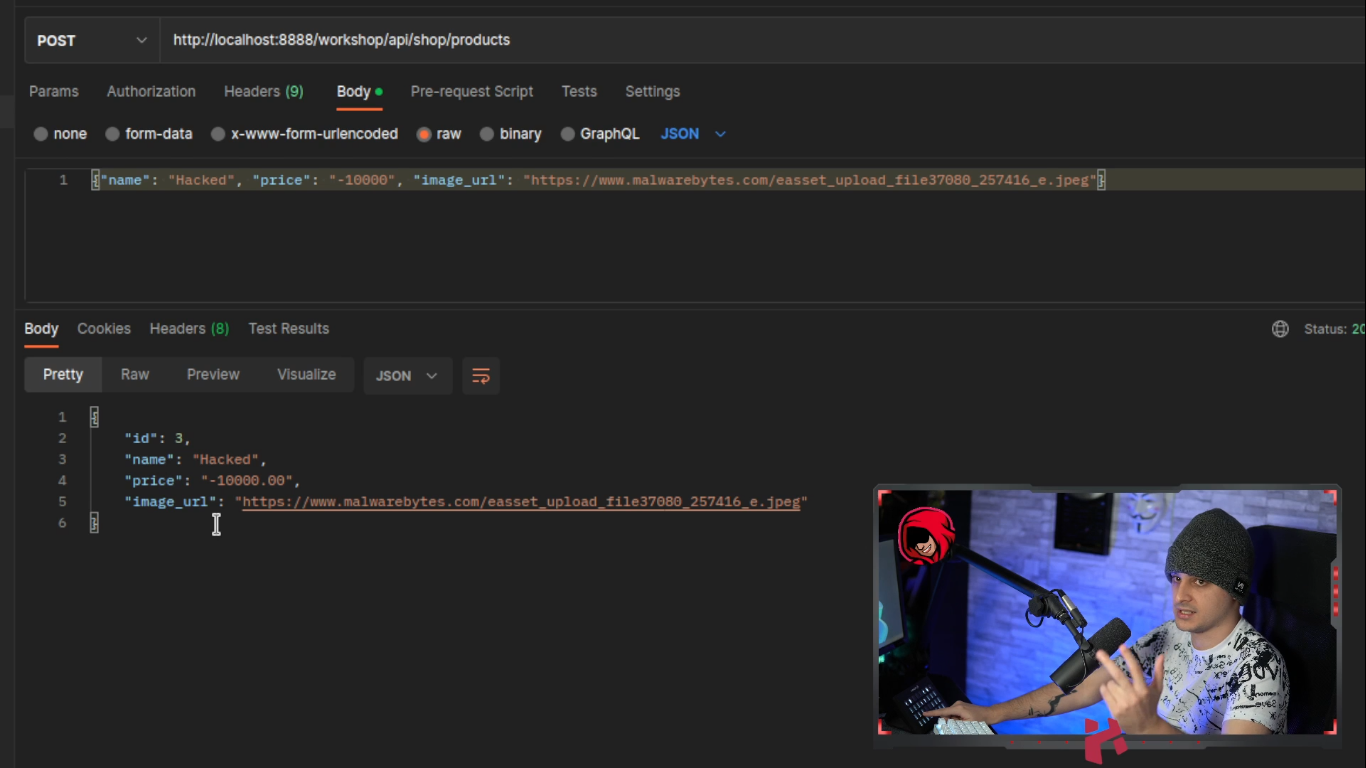 POST http://localhost:8888/workshop/api/shop/products
Params Authorization Headers (9) Body Pre-request Script Tests Settings
none form-data x-www-form-urlencoded raw binary GraphQL JSON
1 {"name": "Hacked", "price": "-10000", "image_url": "https://www.malwarebytes.com/easset_upload_file37080_257416_e.jpeg"}
Body Cookies Headers (8) Test Results Status: 20
Pretty Raw Preview Visualize JSON
1 {
2 "id": 3,
3 "name": "Hacked",
4 "price": "-10000.00",
5 "image_url": "https://www.malwarebytes.com/easset_upload_file37080_257416_e.jpeg"
6 }